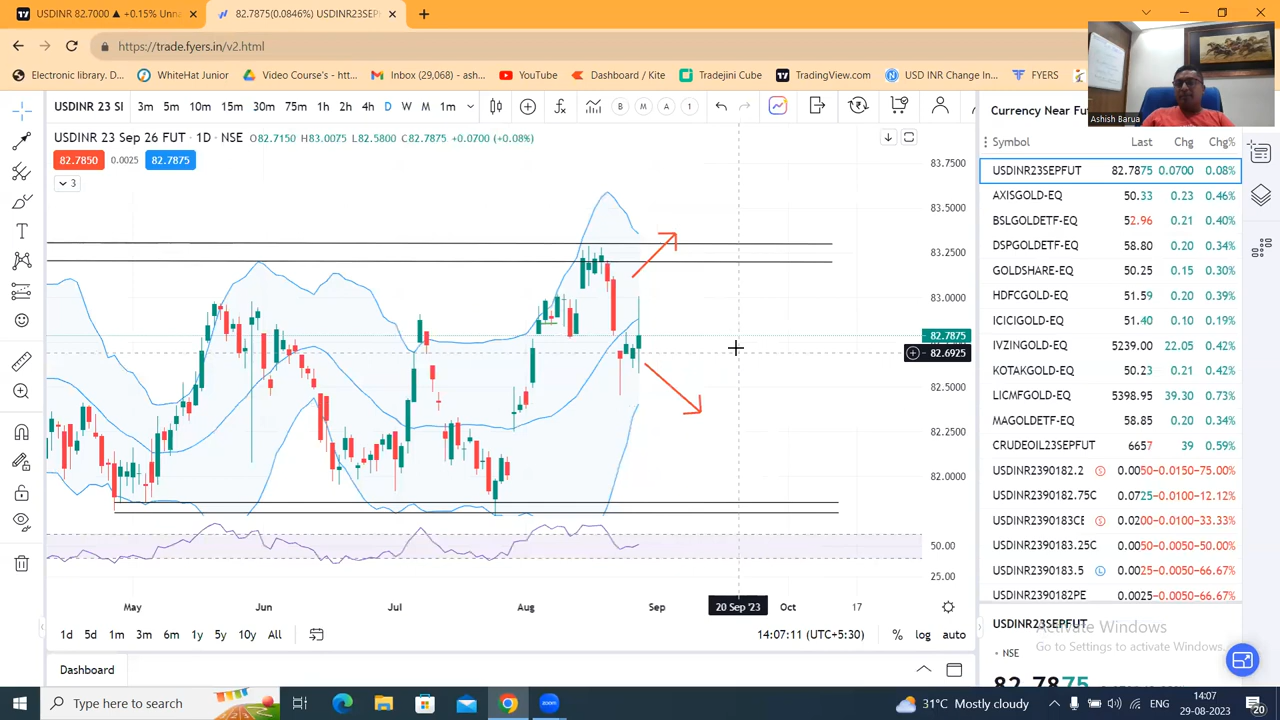 USDINR 82.7000 ▲ +0.15% Unna
82.7875(0.0846%) USDINR23SEP
https://trade.fyers.in/v2.html
Electronic library. D...
WhiteHat Junior
Video Course's - htt...
Inbox (29,068) - ash...
YouTube
Dashboard / Kite
Tradejini Cube
TradingView.com
USD INR Change In...
FYERS
Ashish Barua
USDINR 23 SI
3m 5m 10m 15m 30m 75m 1h 2h 4h D W M 1m
B M A 1
USDINR 23 Sep 26 FUT · 1D · NSE O82.7150 H83.0075 L82.5800 C82.7875 +0.0700 (+0.08%)
82.7850 0.0025 82.7875
3
83.7500
83.5000
83.2500
83.0000
82.7875
82.6925
82.5000
82.2500
82.0000
50.00
25.00
May Jun Jul Aug Sep 20 Sep '23 Oct 17
1d 5d 1m 3m 6m 1y 5y 10y All
14:07:11 (UTC+5:30) % log auto
Dashboard
Currency Near Fu
Symbol Last Chg Chg%
USDINR23SEPFUT 82.7875 0.0700 0.08%
AXISGOLD-EQ 50.33 0.23 0.46%
BSLGOLDETF-EQ 52.96 0.21 0.40%
DSPGOLDETF-EQ 58.80 0.20 0.34%
GOLDSHARE-EQ 50.25 0.15 0.30%
HDFCGOLD-EQ 51.59 0.20 0.39%
ICICIGOLD-EQ 51.40 0.10 0.19%
IVZINGOLD-EQ 5239.00 22.05 0.42%
KOTAKGOLD-EQ 50.23 0.21 0.42%
LICMFGOLD-EQ 5398.95 39.30 0.73%
MAGOLDETF-EQ 58.85 0.20 0.34%
CRUDEOIL23SEPFUT 6657 39 0.59%
USDINR2390182.2 S 0.0050 −0.0150 −75.00%
USDINR2390182.75C 0.0725 −0.0100 −12.12%
USDINR2390183CE S 0.0200 −0.0100 −33.33%
USDINR2390183.25C 0.0050 −0.0050 −50.00%
USDINR2390183.5 L 0.0025 −0.0050 −66.67%
USDINR2390182PE 0.0025 −0.0050 −66.67%
USDINR23SEPFUT
Activate Windows
Go to Settings to activate Windows.
NSE
82.7875
Type here to search
zoom
31°C Mostly cloudy
ENG
14:07
29-08-2023
20